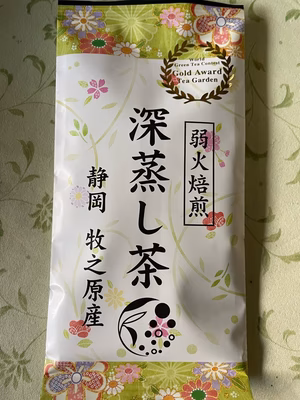 World
Green Tea Contest
Gold Award
Tea Garden
弱火焙煎
深蒸し茶
静岡 牧之原産